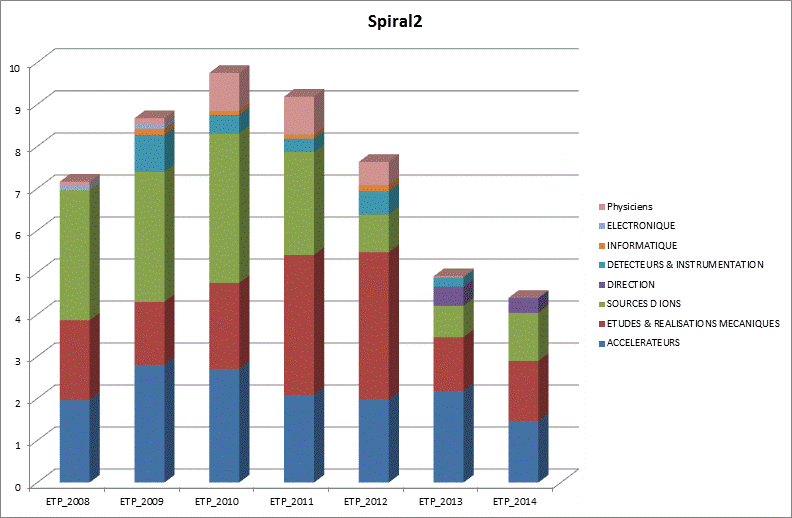 Spiral2
10
9
8
7
6
5
4
3
2
1
0
ETP_2008 ETP_2009 ETP_2010 ETP_2011 ETP_2012 ETP_2013 ETP_2014
Physiciens
ELECTRONIQUE
INFORMATIQUE
DETECTEURS & INSTRUMENTATION
DIRECTION
SOURCES D IONS
ETUDES & REALISATIONS MECANIQUES
ACCELERATEURS